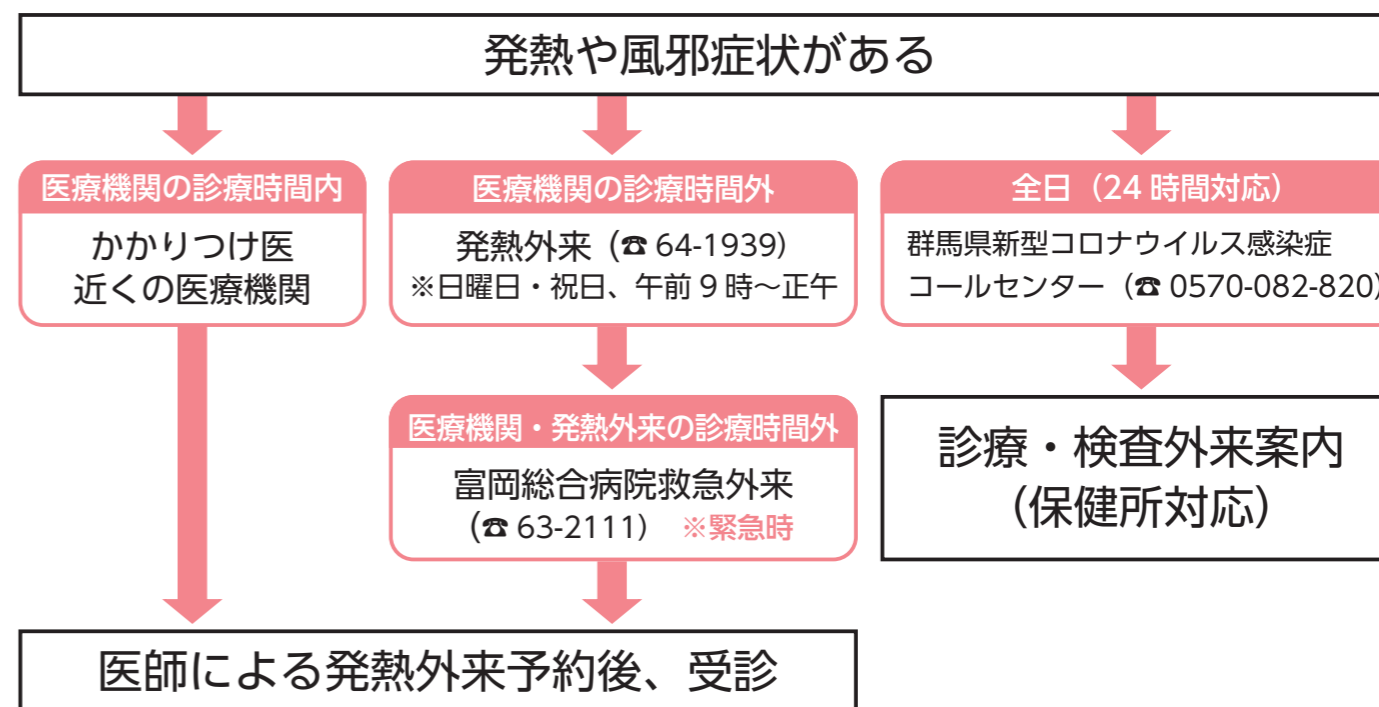 発熱や風邪症状がある
医療機関の診療時間内
かかりつけ医
近くの医療機関
医療機関の診療時間外
発熱外来（☎ 64-1939）
※日曜日・祝日、午前 9 時～正午
医療機関・発熱外来の診療時間外
富岡総合病院救急外来
（☎ 63-2111） ※緊急時
医師による発熱外来予約後、受診
全日（24 時間対応）
群馬県新型コロナウイルス感染症
コールセンター（☎ 0570-082-820）
診療・検査外来案内
（保健所対応）